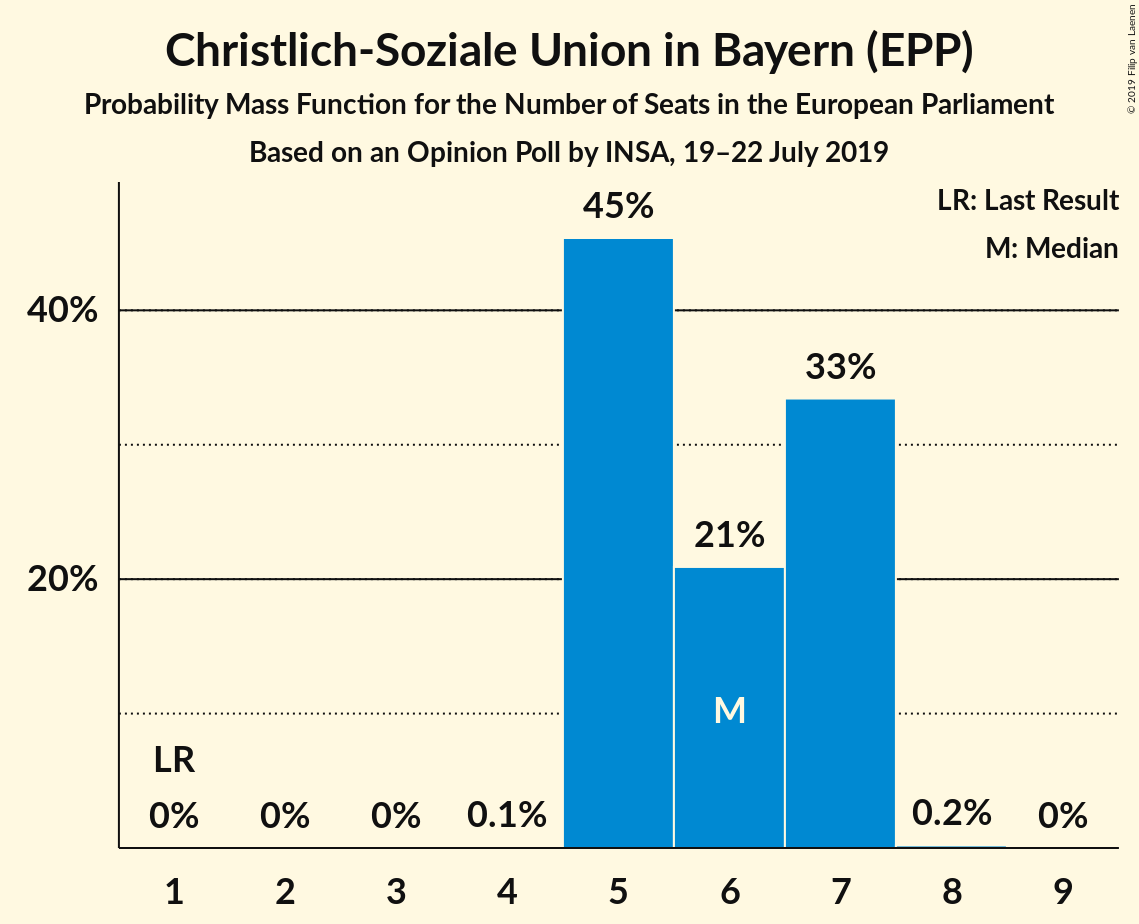 Christlich-Soziale Union in Bayern (EPP)
Probability Mass Function for the Number of Seats in the European Parliament
Based on an Opinion Poll by INSA, 19–22 July 2019
© 2019 Filip van Laenen
LR: Last Result
M: Median
45%
40%
33%
21%
20%
M
LR
0%
0%
0%
0.1%
0.2%
0%
1
2
3
4
5
6
7
8
9